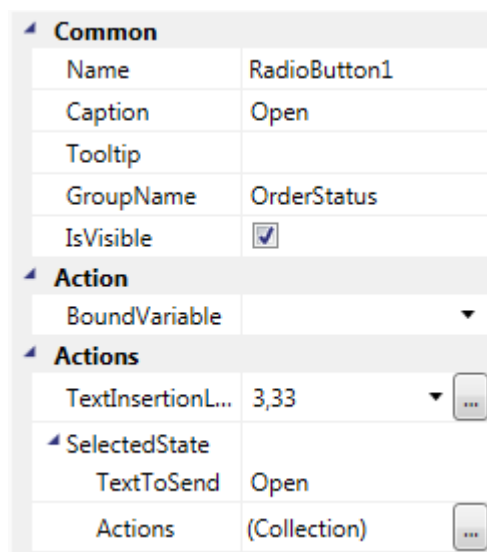 Common
Name RadioButton1
Caption Open
Tooltip
GroupName OrderStatus
IsVisible
Action
BoundVariable
Actions
TextInsertionL... 3,33 ...
SelectedState
TextToSend Open
Actions (Collection) ...